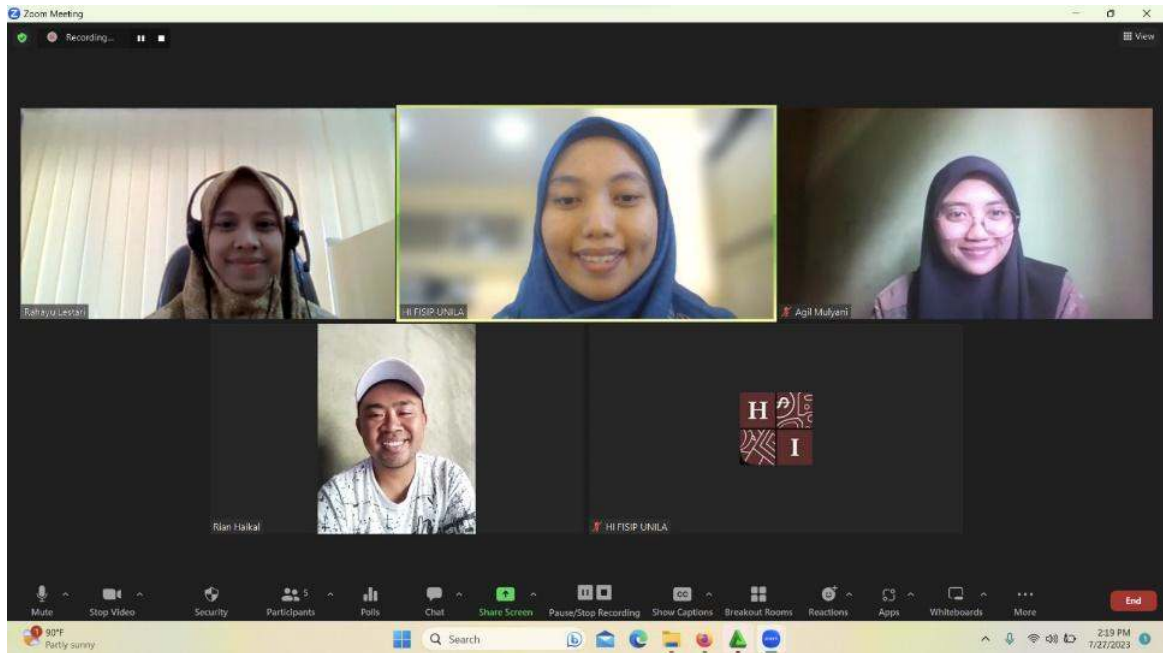 Zoom Meeting
Recording...
View
Rahayu Lestari
HI FISIP UNILA
Agil Mulyani
Rian Haikal
H
I
HI FISIP UNILA
Mute
Stop Video
Security
Participants
5
Polls
Chat
Share Screen
Pause/Stop Recording
CC
Show Captions
Breakout Rooms
Reactions
Apps
Whiteboards
More
End
1
90°F
Partly sunny
Search
2:19 PM
7/27/2023
1